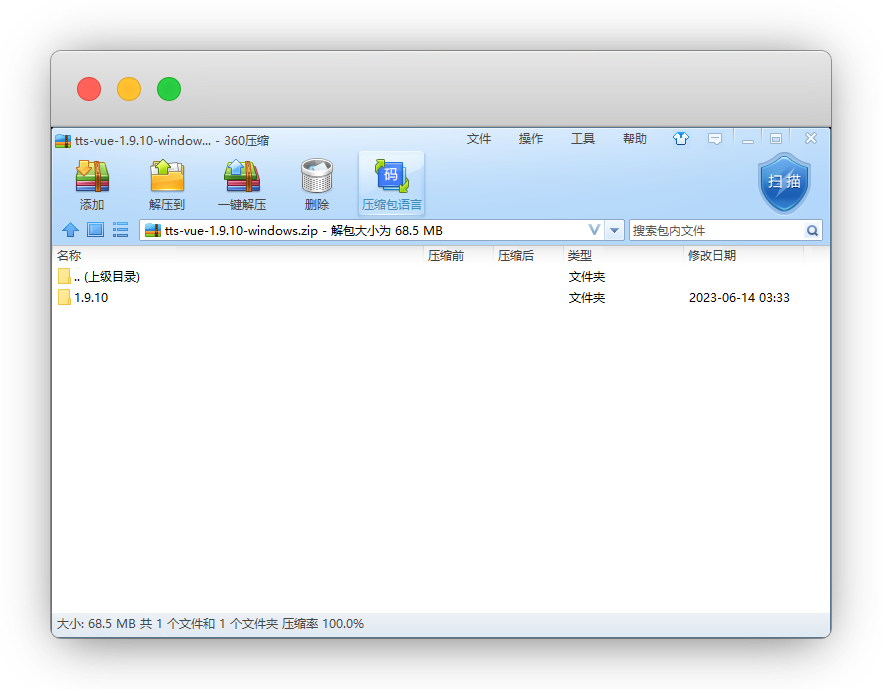 tts-vue-1.9.10-window... - 360压缩
文件 操作 工具 帮助
添加 解压到 一键解压 删除 码 压缩包语言 扫描
tts-vue-1.9.10-windows.zip - 解包大小为 68.5 MB 搜索包内文件
名称 压缩前 压缩后 类型 修改日期
.. (上级目录) 文件夹
1.9.10 文件夹 2023-06-14 03:33
大小: 68.5 MB 共 1 个文件和 1 个文件夹 压缩率 100.0%